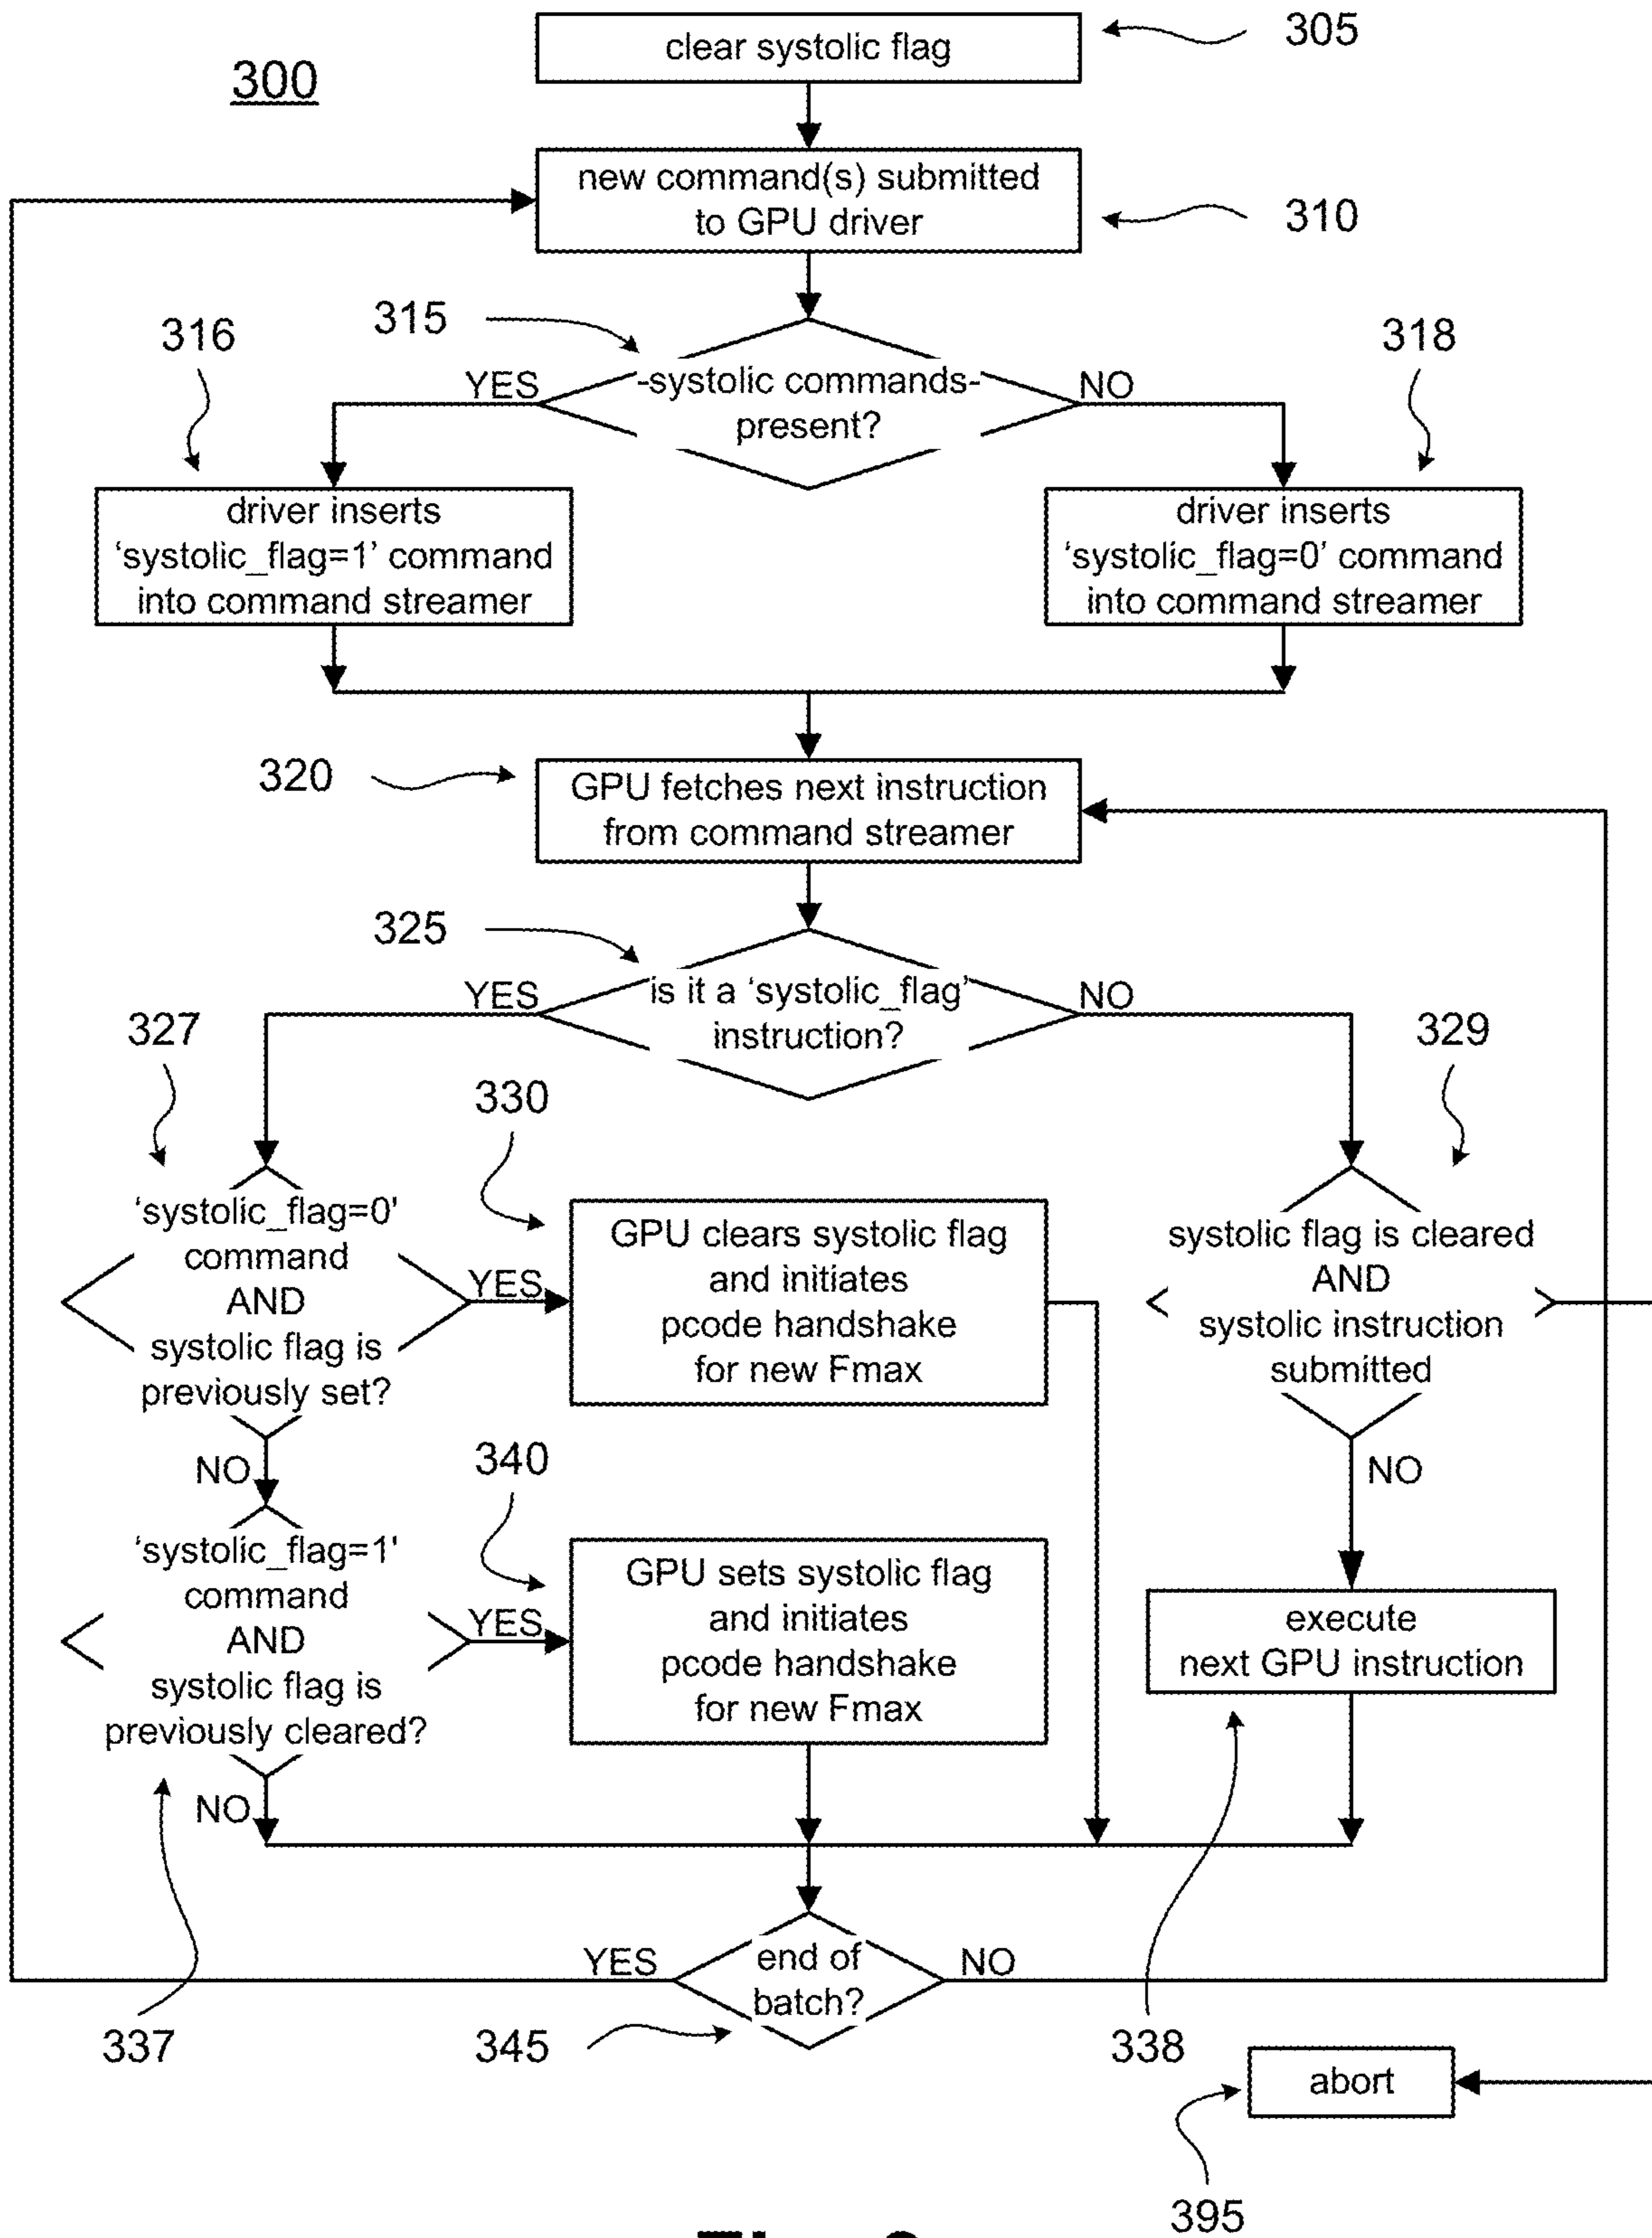 300
clear systolic flag
305
new command(s) submitted
to GPU driver
310
315
316
318
YES
-systolic commands-
present?
NO
driver inserts
‘systolic_flag=1’ command
into command streamer
driver inserts
‘systolic_flag=0’ command
into command streamer
320
GPU fetches next instruction
from command streamer
325
YES
is it a ‘systolic_flag’
instruction?
NO
327
329
330
‘systolic_flag=0'
command
AND
systolic flag is
previously set?
YES
GPU clears systolic flag
and initiates
pcode handshake
for new Fmax
systolic flag is cleared
AND
systolic instruction
submitted
NO
340
NO
‘systolic_flag=1'
command
AND
systolic flag is
previously cleared?
YES
GPU sets systolic flag
and initiates
pcode handshake
for new Fmax
execute
next GPU instruction
NO
YES
end of
batch?
NO
337
345
338
abort
395